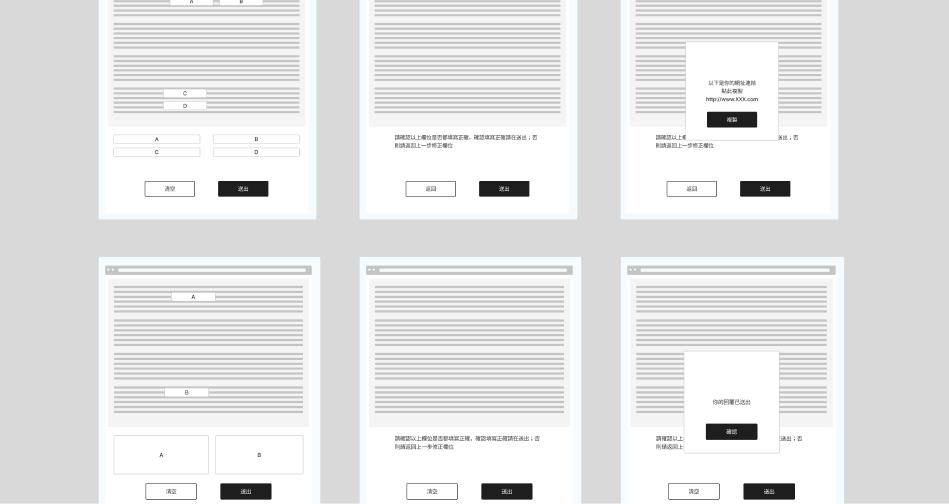 A B
C
D
A B
C D
清空 送出
請確認以上欄位是否都填寫正確，確認填寫正確請在送出；否
則請返回上一步修正欄位
返回 送出
以下是你的網址連結
點此複製
http://www.XXX.com
複製
請確認以上 送出；否
則請返回上一步修正欄位
返回 送出
A
B
A B
清空 送出
請確認以上欄位是否都填寫正確，確認填寫正確請在送出；否
則請返回上一步修正欄位
清空 送出
你的回覆已送出
確認
請確認以上 送出；否
則請返回上
清空 送出